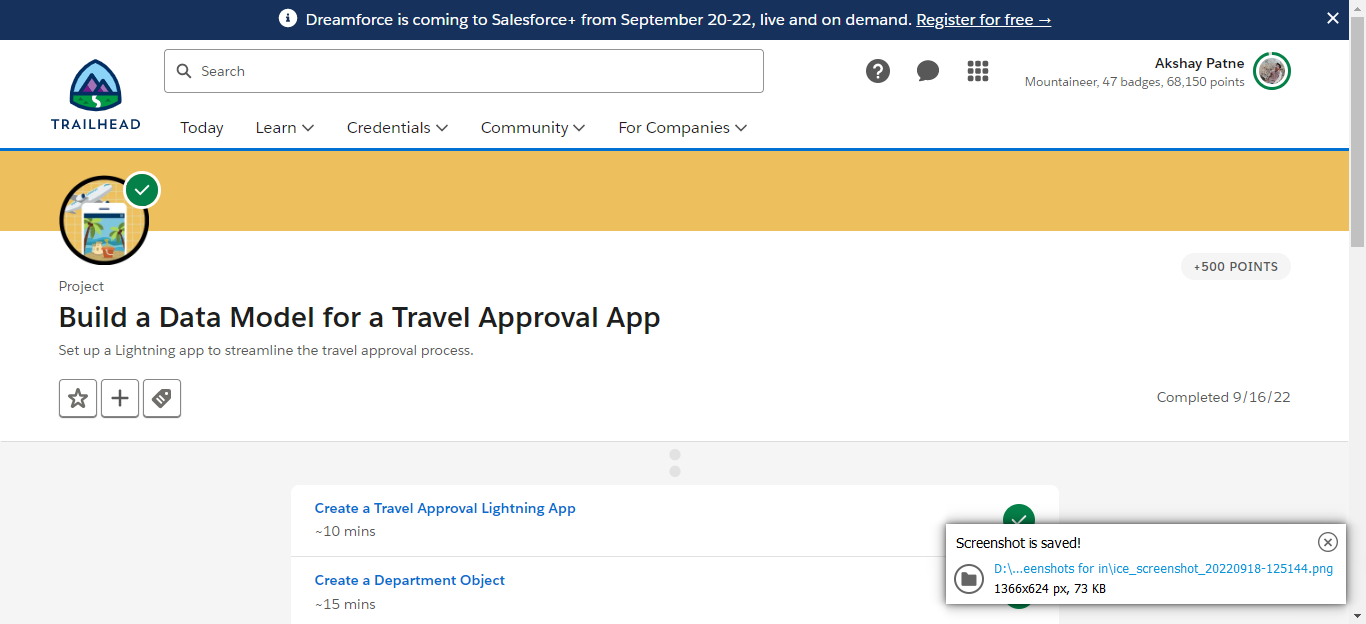 Dreamforce is coming to Salesforce+ from September 20-22, live and on demand. Register for free →
Search
Akshay Patne
Mountaineer, 47 badges, 68,150 points
TRAILHEAD
Today Learn Credentials Community For Companies
+500 POINTS
Project
Build a Data Model for a Travel Approval App
Set up a Lightning app to streamline the travel approval process.
Completed 9/16/22
Create a Travel Approval Lightning App
~10 mins
Create a Department Object
~15 mins
Screenshot is saved!
D:\...eenshots for in\ice_screenshot_20220918-125144.png
1366x624 px, 73 KB